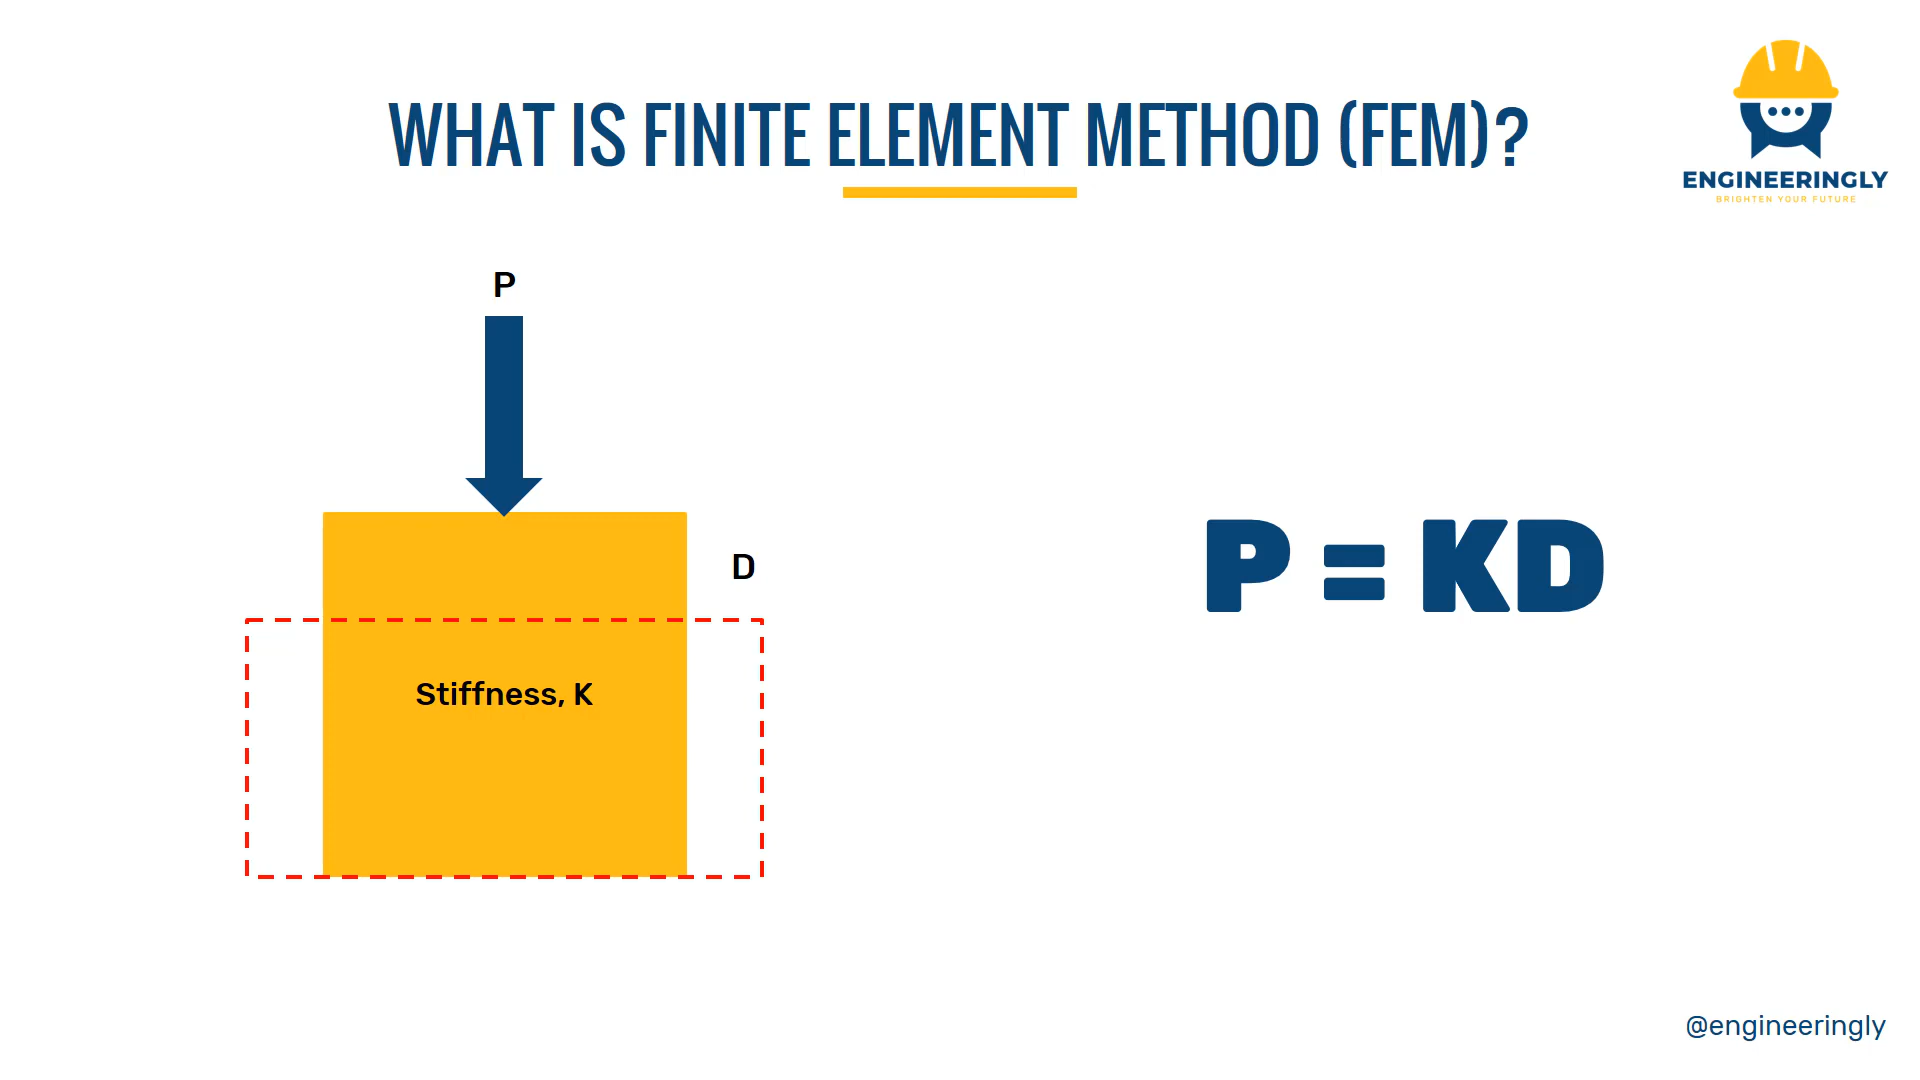 WHAT IS FINITE ELEMENT METHOD (FEM)?
ENGINEERINGLY
BRIGHTEN YOUR FUTURE
P
D
Stiffness, K
P = KD
@engineeringly